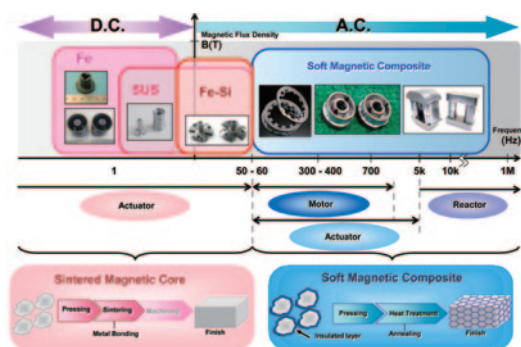 D.C.
A.C.
Magnetic Flux Density
B(T)
Fe
SUS
Fe-Si
Soft Magnetic Composite
Frequency
(Hz)
1
50 - 60
300 - 400
700
5k
10k
1M
Actuator
Motor
Reactor
Actuator
Sintered Magnetic Core
Pressing
Sintering
Machining
Metal Bonding
Finish
Soft Magnetic Composite
Pressing
Heat Treatment
Annealing
Insulated layer
Finish